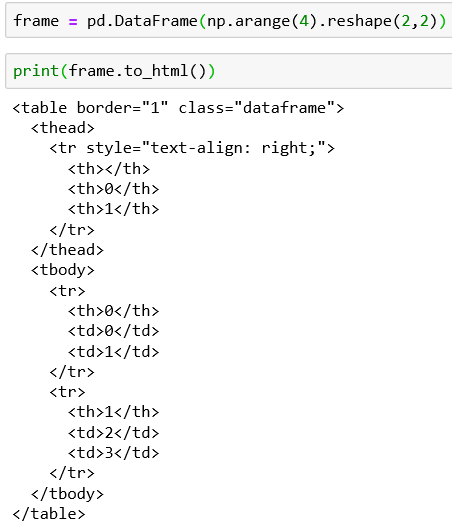 frame = pd.DataFrame(np.arange(4).reshape(2,2))
print(frame.to_html())
<table border="1" class="dataframe">
  <thead>
    <tr style="text-align: right;">
      <th></th>
      <th>0</th>
      <th>1</th>
    </tr>
  </thead>
  <tbody>
    <tr>
      <th>0</th>
      <td>0</td>
      <td>1</td>
    </tr>
    <tr>
      <th>1</th>
      <td>2</td>
      <td>3</td>
    </tr>
  </tbody>
</table>